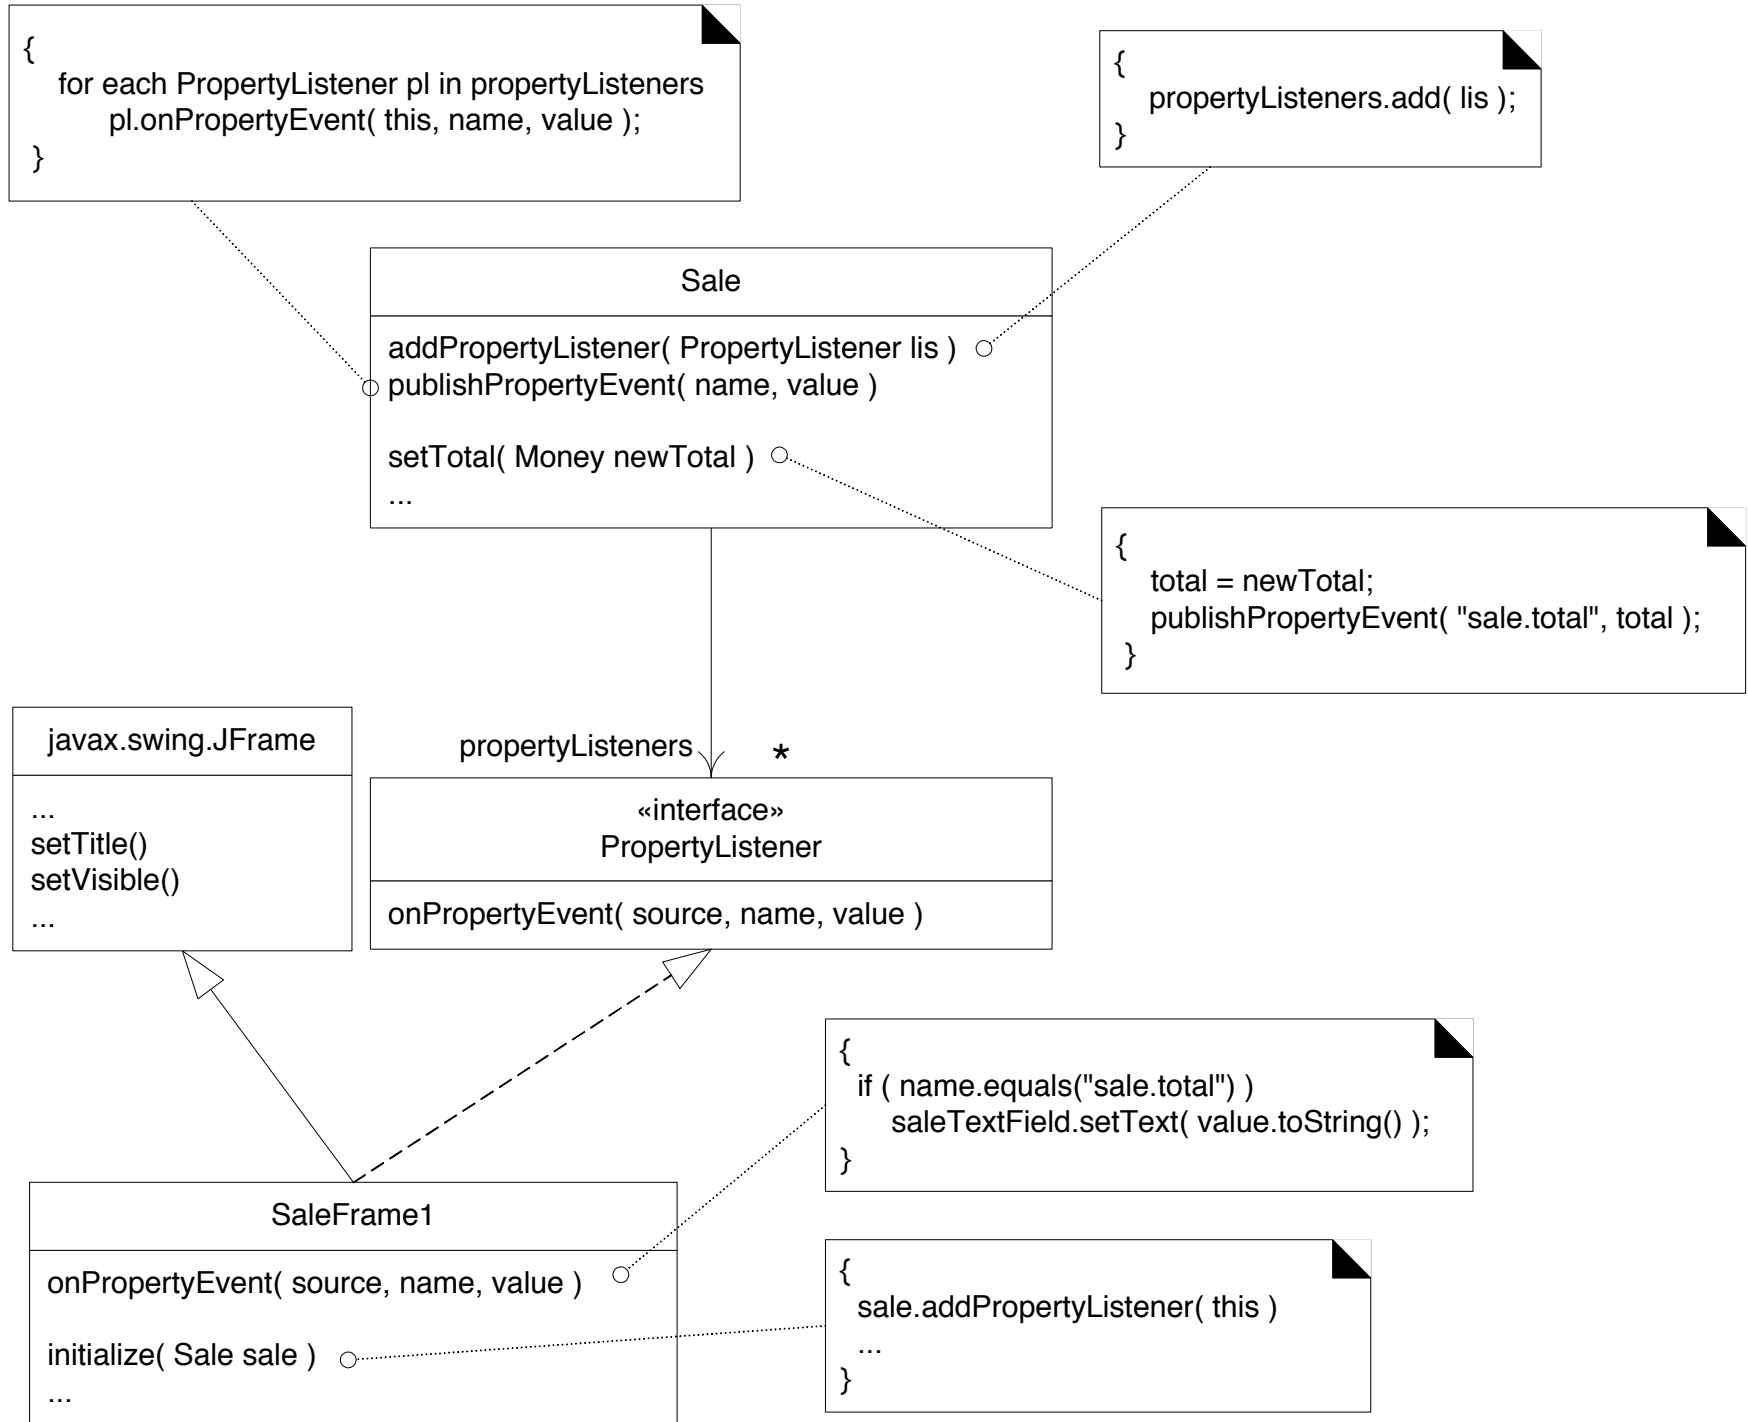 {
for each PropertyListener pl in propertyListeners
pl.onPropertyEvent( this, name, value );
}
{
propertyListeners.add( lis );
}
Sale
addPropertyListener( PropertyListener lis )
publishPropertyEvent( name, value )
setTotal( Money newTotal )
...
{
total = newTotal;
publishPropertyEvent( "sale.total", total );
}
javax.swing.JFrame
...
setTitle()
setVisible()
...
propertyListeners *
«interface»
PropertyListener
onPropertyEvent( source, name, value )
{
if ( name.equals("sale.total") )
saleTextField.setText( value.toString() );
}
SaleFrame1
onPropertyEvent( source, name, value )
initialize( Sale sale )
...
{
sale.addPropertyListener( this )
...
}